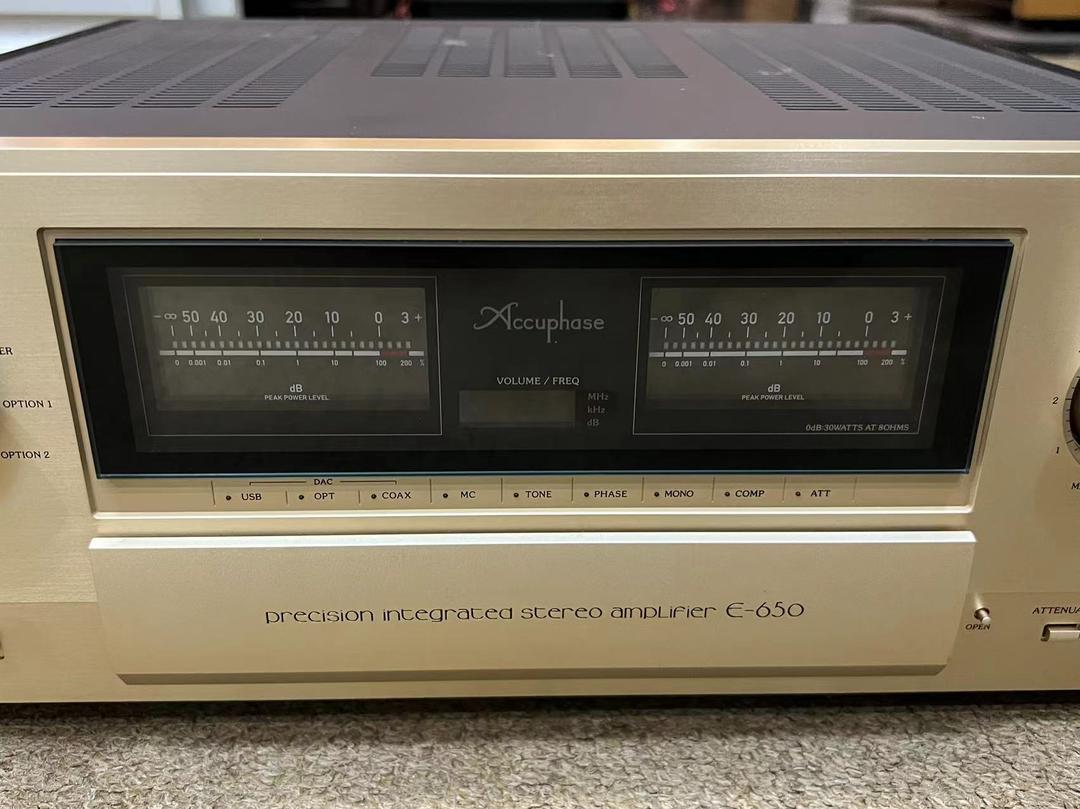 -∞ 50 40 30 20 10 0 3 +
0 0.001 0.01 0.1 1 10 100 200 %
dB
PEAK POWER LEVEL
Accuphase
VOLUME / FREQ
MHz
kHz
dB
-∞ 50 40 30 20 10 0 3 +
0 0.001 0.01 0.1 1 10 100 200 %
dB
PEAK POWER LEVEL
0dB:30WATTS AT 8OHMS
ER
OPTION 1
OPTION 2
2
1
M
DAC
USB OPT COAX MC TONE PHASE MONO COMP ATT
precision integrated stereo amplifier E-650
OPEN
ATTENUA